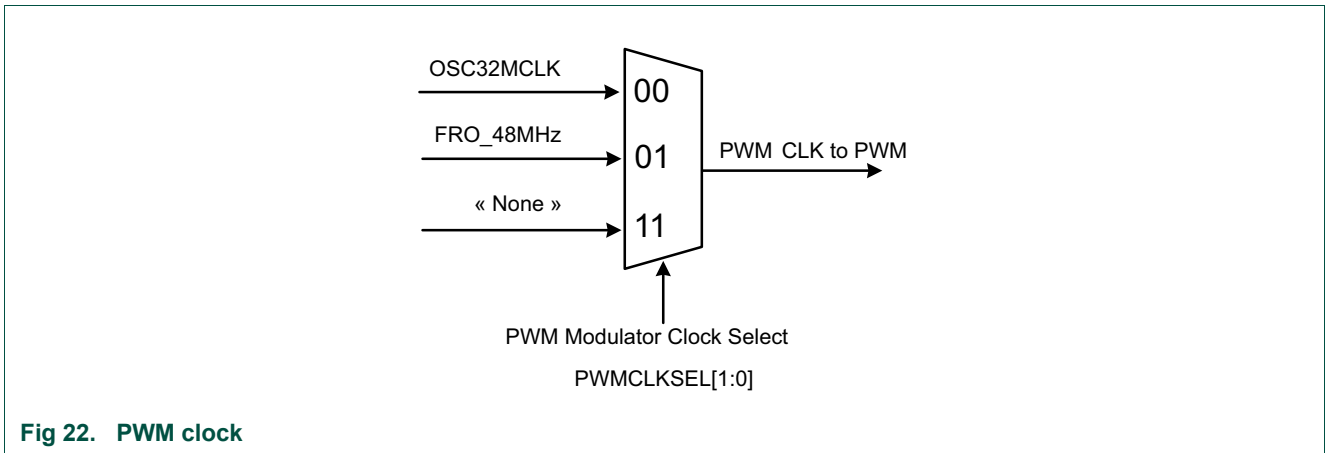 OSC32MCLK
00
FRO_48MHz
01
PWM CLK to PWM
« None »
11
PWM Modulator Clock Select
PWMCLKSEL[1:0]
Fig 22. PWM clock